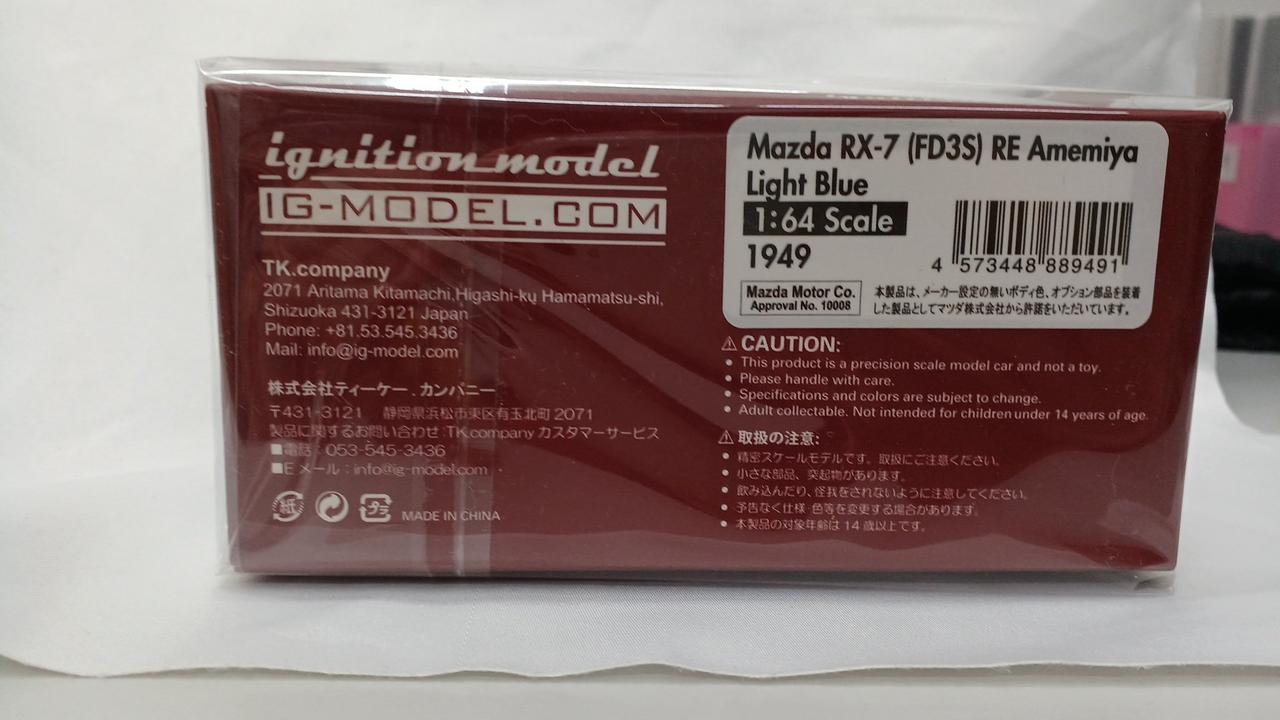 ignition model
IG-MODEL.COM
TK.company
2071 Aritama Kitamachi,Higashi-ku Hamamatsu-shi,
Shizuoka 431-3121 Japan
Phone: +81.53.545.3436
Mail: info@ig-model.com
株式会社ティーケー.カンパニー
〒431-3121 静岡県浜松市東区有玉北町2071
製品に関するお問い合わせ:TK.company カスタマーサービス
■電話:053-545-3436
■Eメール:info@ig-model.com
紙
プラ
MADE IN CHINA
Mazda RX-7 (FD3S) RE Amemiya
Light Blue
1:64 Scale
1949
4 573448 889491
Mazda Motor Co.
Approval No. 10008
本製品は、メーカー設定の無いボディ色、オプション部品を装着
した製品としてマツダ株式会社から許諾をいただいています。
⚠ CAUTION:
• This product is a precision scale model car and not a toy.
• Please handle with care.
• Specifications and colors are subject to change.
• Adult collectable. Not intended for children under 14 years of age.
⚠ 取扱の注意:
• 精密スケールモデルです。取扱にご注意ください。
• 小さな部品、突起物があります。
• 飲み込んだり、怪我をされないように注意してください。
• 予告なく仕様・色等を変更する場合があります。
• 本製品の対象年齢は14歳以上です。